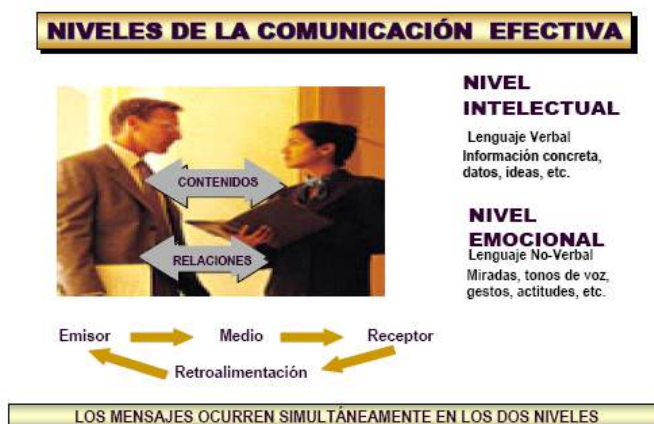 NIVELES DE LA COMUNICACIÓN EFECTIVA
CONTENIDOS
RELACIONES
NIVEL
INTELECTUAL
Lenguaje Verbal
Información concreta,
datos, ideas, etc.
NIVEL
EMOCIONAL
Lenguaje No-Verbal
Miradas, tonos de voz,
gestos, actitudes, etc.
Emisor Medio Receptor
Retroalimentación
LOS MENSAJES OCURREN SIMULTÁNEAMENTE EN LOS DOS NIVELES